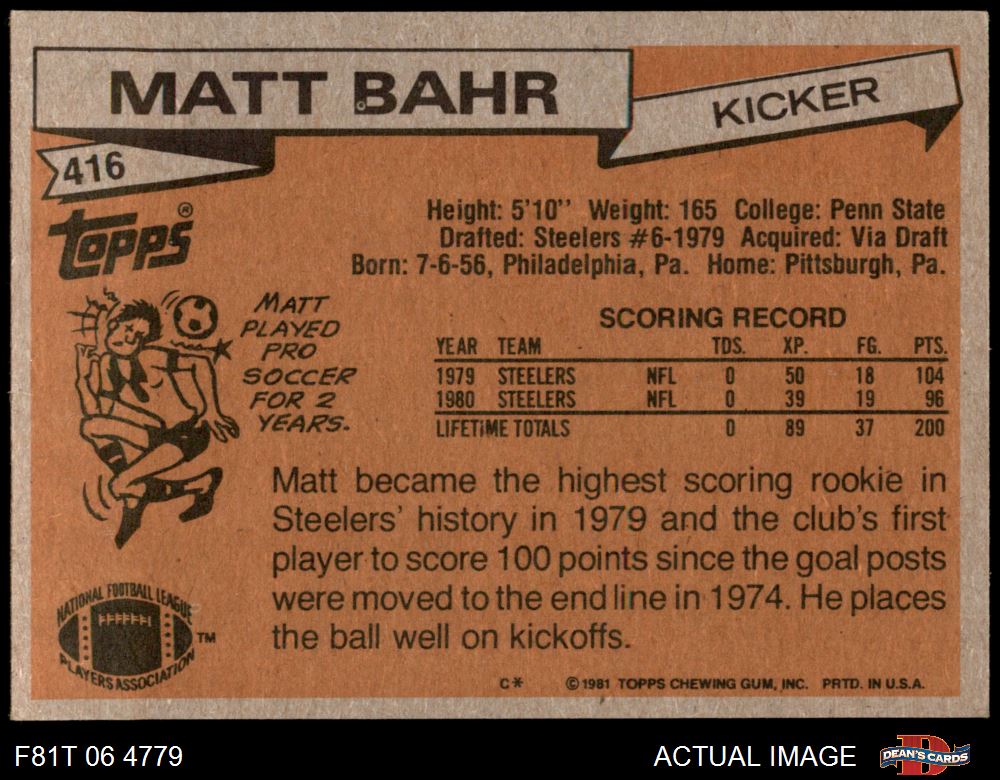 MATT BAHR
KICKER
416
TOPPS®
Height: 5'10'' Weight: 165 College: Penn State
Drafted: Steelers #6-1979 Acquired: Via Draft
Born: 7-6-56, Philadelphia, Pa. Home: Pittsburgh, Pa.
MATT
PLAYED
PRO
SOCCER
FOR 2
YEARS.
SCORING RECORD
YEAR TEAM TDS. XP. FG. PTS.
1979 STEELERS NFL 0 50 18 104
1980 STEELERS NFL 0 39 19 96
LIFETIME TOTALS 0 89 37 200
Matt became the highest scoring rookie in
Steelers' history in 1979 and the club's first
player to score 100 points since the goal posts
were moved to the end line in 1974. He places
the ball well on kickoffs.
NATIONAL FOOTBALL LEAGUE
PLAYERS ASSOCIATION
TM
C* ©1981 TOPPS CHEWING GUM, INC. PRTD. IN U.S.A.
F81T 06 4779
ACTUAL IMAGE
D
DEAN'S CARDS